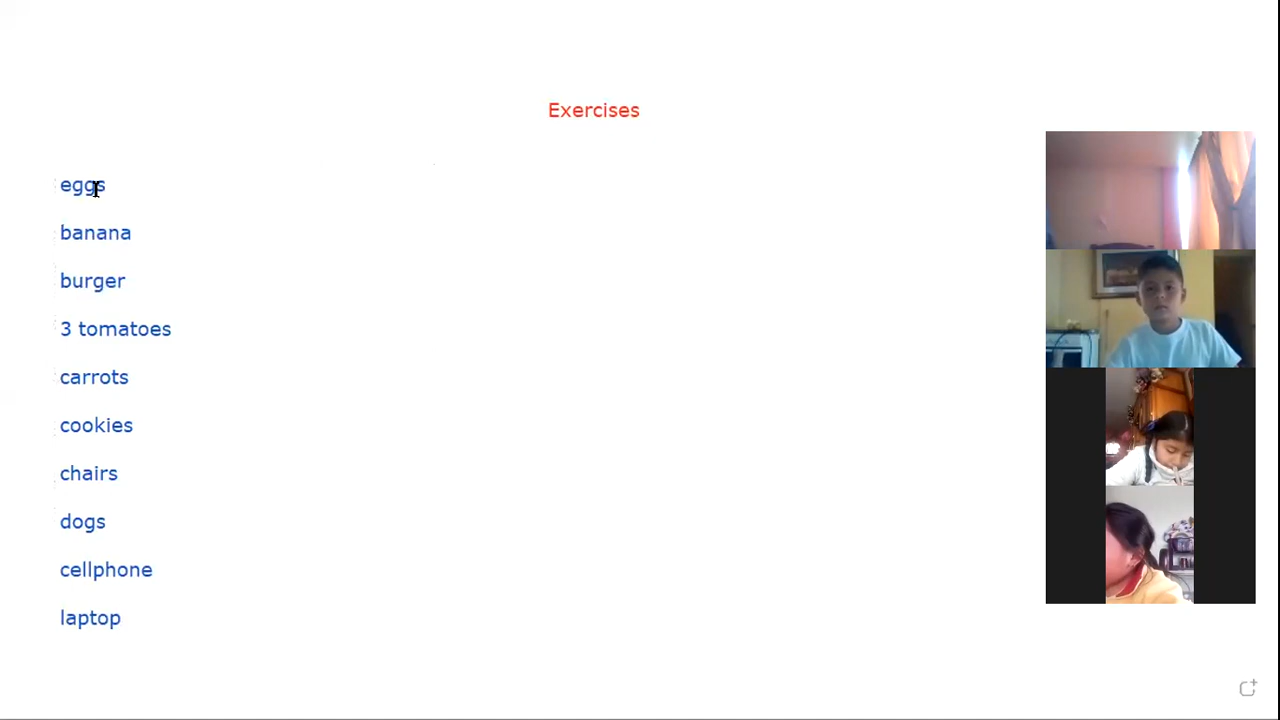 Exercises
eggs
banana
burger
3 tomatoes
carrots
cookies
chairs
dogs
cellphone
laptop